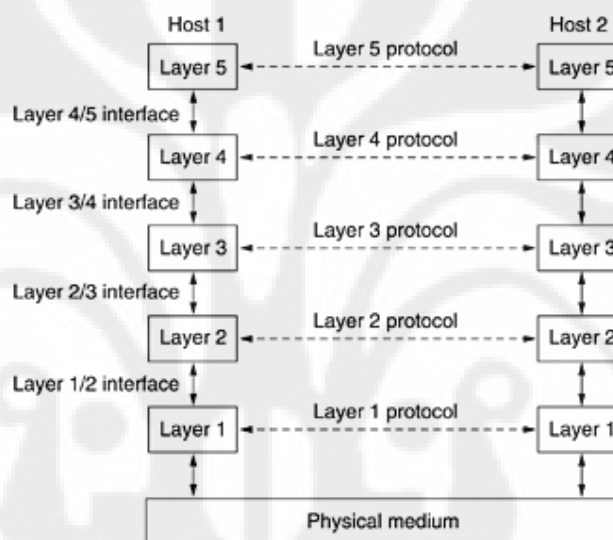 Host 1 Host 2
Layer 5 protocol
Layer 5 Layer 5
Layer 4/5 interface
Layer 4 protocol
Layer 4 Layer 4
Layer 3/4 interface
Layer 3 protocol
Layer 3 Layer 3
Layer 2/3 interface
Layer 2 protocol
Layer 2 Layer 2
Layer 1/2 interface
Layer 1 protocol
Layer 1 Layer 1
Physical medium